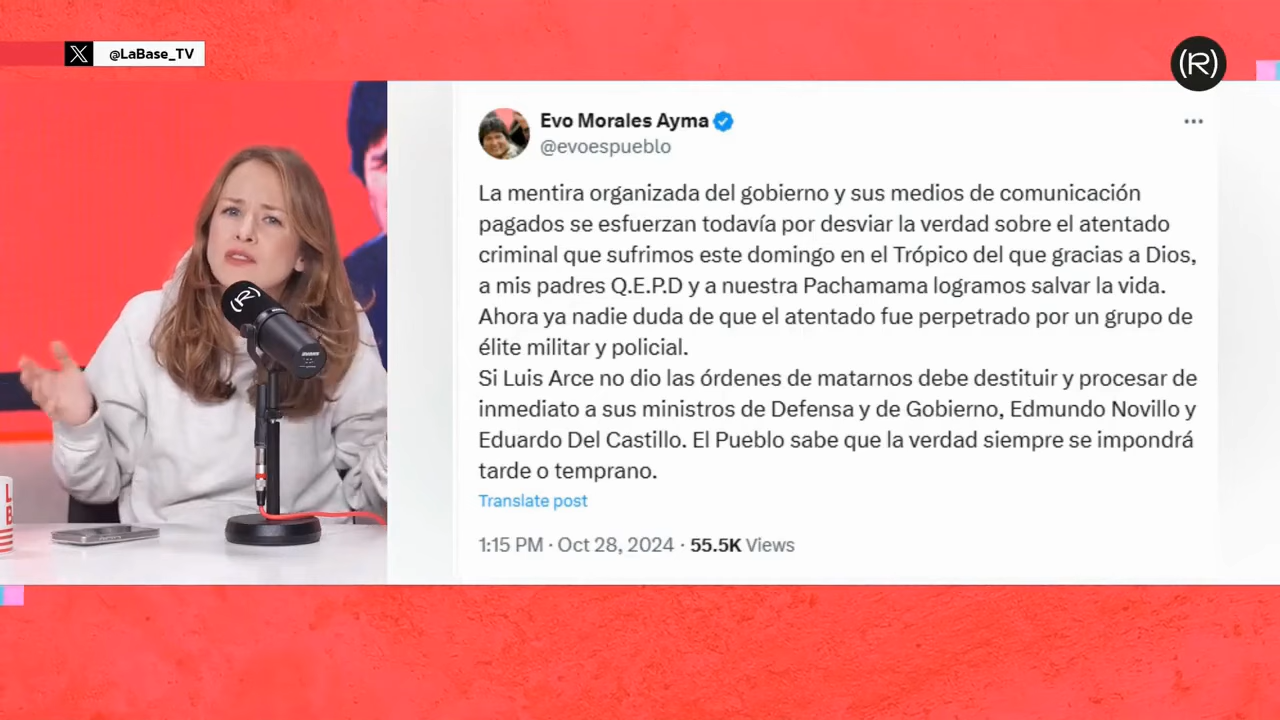 @LaBase_TV
(R)
Evo Morales Ayma
@evoespueblo
La mentira organizada del gobierno y sus medios de comunicación
pagados se esfuerzan todavía por desviar la verdad sobre el atentado
criminal que sufrimos este domingo en el Trópico del que gracias a Dios,
a mis padres Q.E.P.D y a nuestra Pachamama logramos salvar la vida.
Ahora ya nadie duda de que el atentado fue perpetrado por un grupo de
élite militar y policial.
Si Luis Arce no dio las órdenes de matarnos debe destituir y procesar de
inmediato a sus ministros de Defensa y de Gobierno, Edmundo Novillo y
Eduardo Del Castillo. El Pueblo sabe que la verdad siempre se impondrá
tarde o temprano.
Translate post
1:15 PM · Oct 28, 2024 · 55.5K Views
(R)
LB